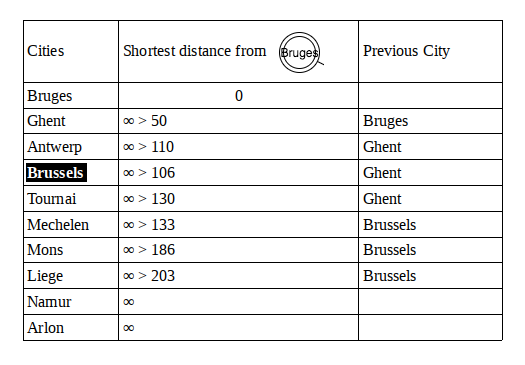 Cities Shortest distance from Bruges Previous City
Bruges 0
Ghent ∞ > 50 Bruges
Antwerp ∞ > 110 Ghent
Brussels ∞ > 106 Ghent
Tournai ∞ > 130 Ghent
Mechelen ∞ > 133 Brussels
Mons ∞ > 186 Brussels
Liege ∞ > 203 Brussels
Namur ∞
Arlon ∞